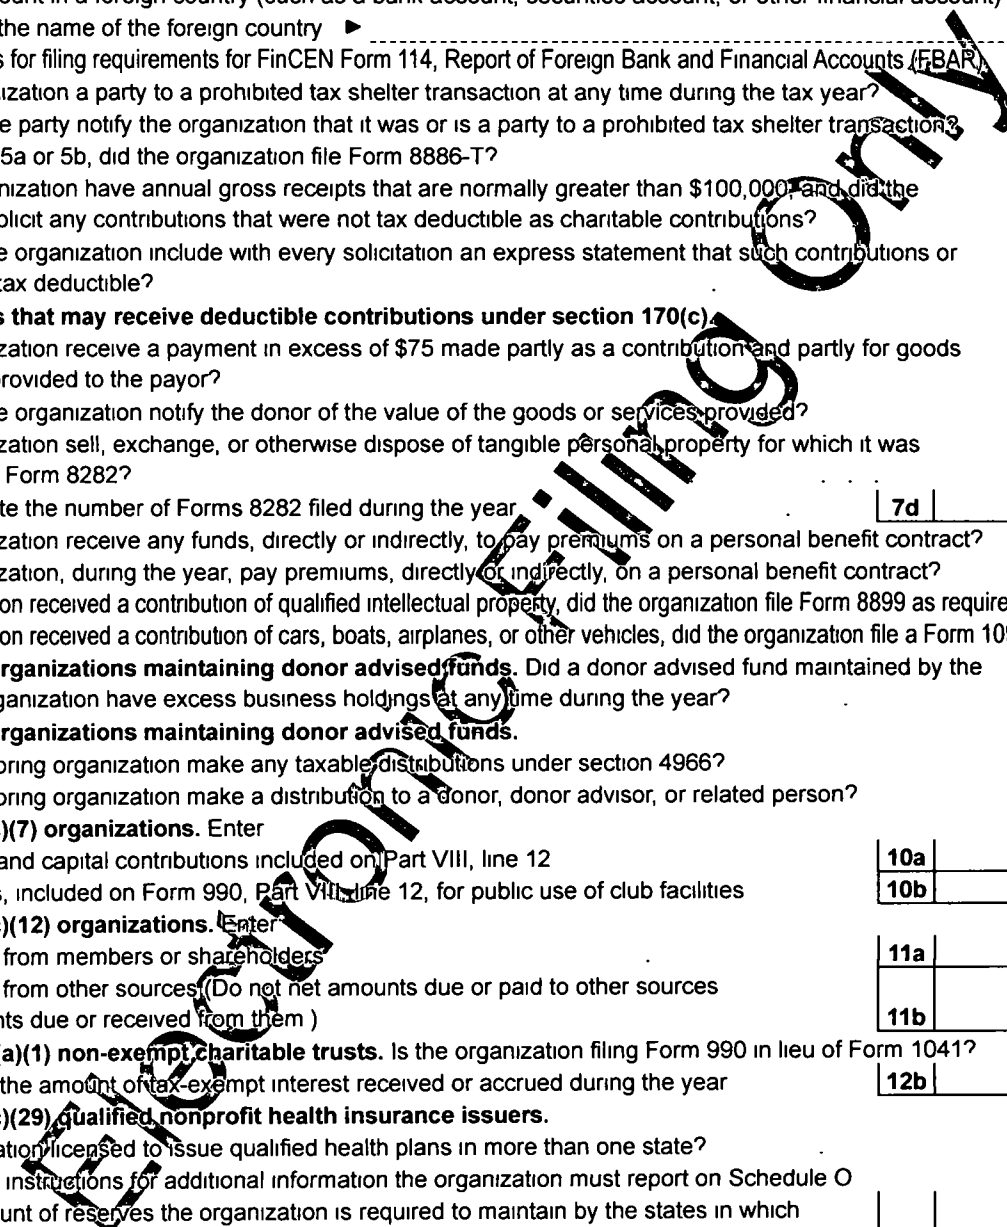 ount in a foreign country (such as a bank account, securities account, or other financial account)
the name of the foreign country ►
s for filing requirements for FinCEN Form 114, Report of Foreign Bank and Financial Accounts (FBAR)
ization a party to a prohibited tax shelter transaction at any time during the tax year?
e party notify the organization that it was or is a party to a prohibited tax shelter transaction?
5a or 5b, did the organization file Form 8886-T?
nization have annual gross receipts that are normally greater than $100,000, and did the
olicit any contributions that were not tax deductible as charitable contributions?
e organization include with every solicitation an express statement that such contributions or
tax deductible?
s that may receive deductible contributions under section 170(c).
zation receive a payment in excess of $75 made partly as a contribution and partly for goods
rovided to the payor?
e organization notify the donor of the value of the goods or services provided?
zation sell, exchange, or otherwise dispose of tangible personal property for which it was
Form 8282?
te the number of Forms 8282 filed during the year 7d
zation receive any funds, directly or indirectly, to pay premiums on a personal benefit contract?
zation, during the year, pay premiums, directly or indirectly, on a personal benefit contract?
on received a contribution of qualified intellectual property, did the organization file Form 8899 as require
on received a contribution of cars, boats, airplanes, or other vehicles, did the organization file a Form 109
rganizations maintaining donor advised funds. Did a donor advised fund maintained by the
ganization have excess business holdings at any time during the year?
rganizations maintaining donor advised funds.
oring organization make any taxable distributions under section 4966?
oring organization make a distribution to a donor, donor advisor, or related person?
)(7) organizations. Enter
and capital contributions included on Part VIII, line 12 10a
s, included on Form 990, Part VIII, line 12, for public use of club facilities 10b
)(12) organizations. Enter
from members or shareholders 11a
from other sources (Do not net amounts due or paid to other sources
nts due or received from them ) 11b
(a)(1) non-exempt charitable trusts. Is the organization filing Form 990 in lieu of Form 1041?
the amount of tax-exempt interest received or accrued during the year 12b
)(29) qualified nonprofit health insurance issuers.
ation licensed to issue qualified health plans in more than one state?
instructions for additional information the organization must report on Schedule O
unt of reserves the organization is required to maintain by the states in which
Electronic Filing Only